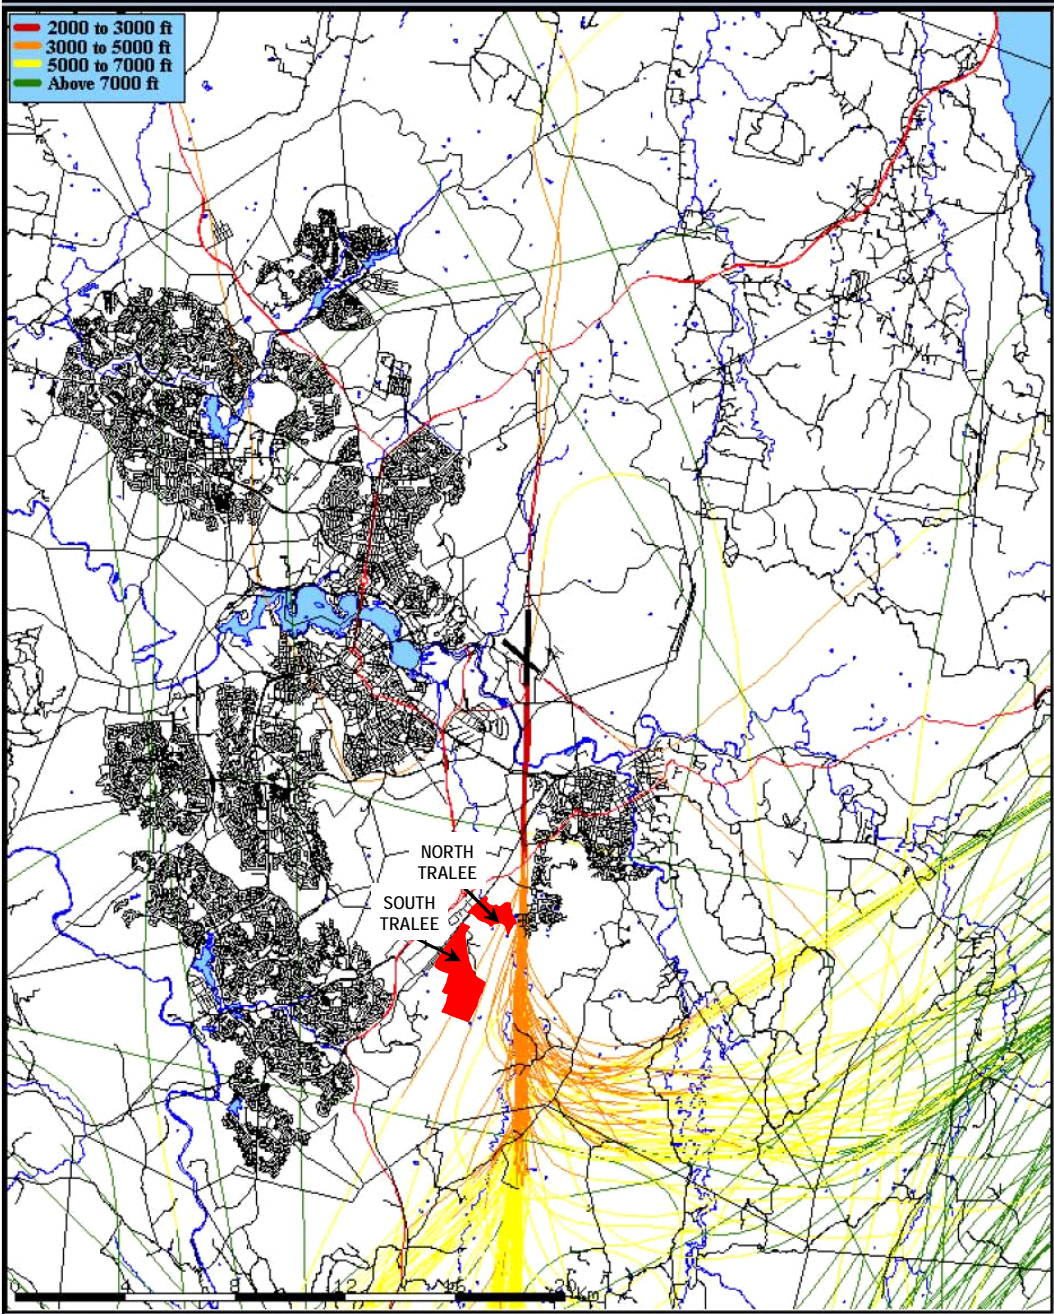 2000 to 3000 ft
3000 to 5000 ft
5000 to 7000 ft
Above 7000 ft
NORTH
TRALEE
SOUTH
TRALEE
0 4 8 12 16 20 Km